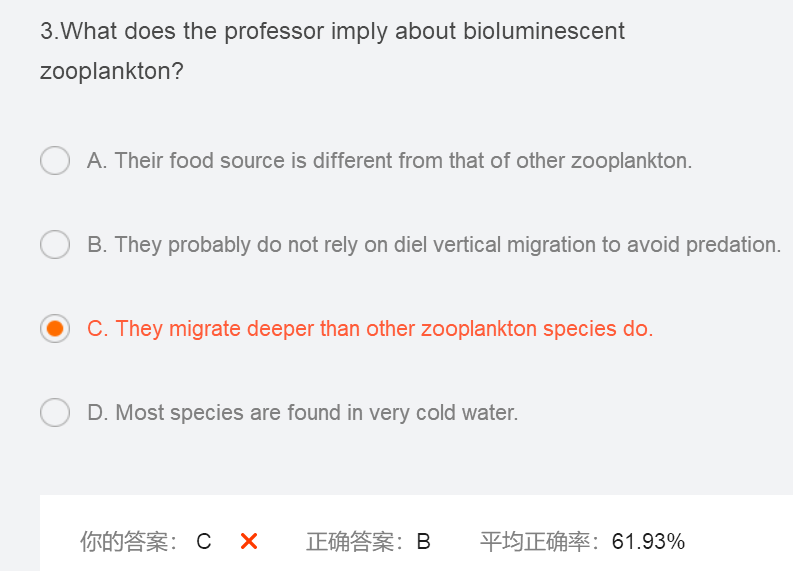 3.What does the professor imply about bioluminescent
zooplankton?
A. Their food source is different from that of other zooplankton.
B. They probably do not rely on diel vertical migration to avoid predation.
C. They migrate deeper than other zooplankton species do.
D. Most species are found in very cold water.
你的答案： C ✕ 正确答案：B 平均正确率：61.93%